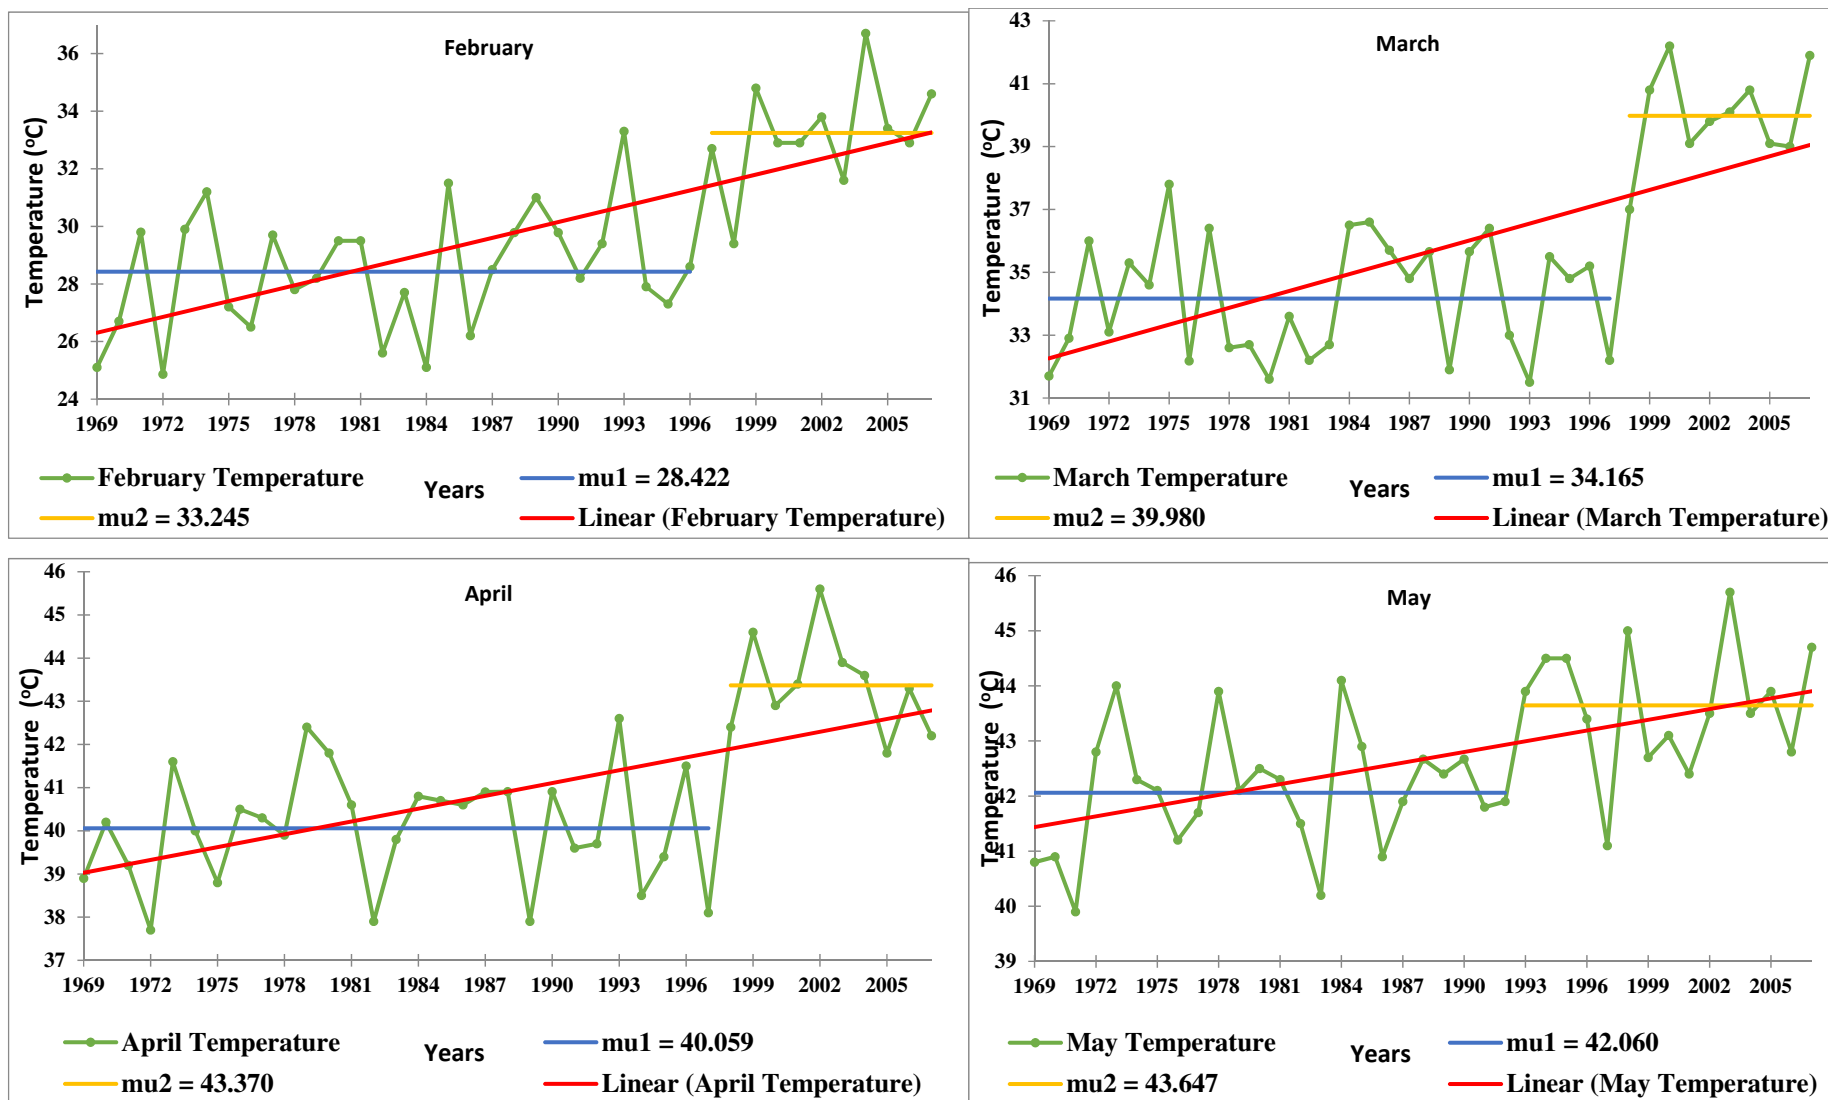 February
Temperature (ºC)
36
34
32
30
28
26
24
1969 1972 1975 1978 1981 1984 1987 1990 1993 1996 1999 2002 2005
February Temperature
mu1 = 28.422
Years
mu2 = 33.245
Linear (February Temperature)
March
Temperature (ºC)
43
41
39
37
35
33
31
1969 1972 1975 1978 1981 1984 1987 1990 1993 1996 1999 2002 2005
March Temperature
mu1 = 34.165
Years
mu2 = 39.980
Linear (March Temperature)
April
Temperature (ºC)
46
45
44
43
42
41
40
39
38
37
1969 1972 1975 1978 1981 1984 1987 1990 1993 1996 1999 2002 2005
April Temperature
mu1 = 40.059
Years
mu2 = 43.370
Linear (April Temperature)
May
Temperature (ºC)
46
45
44
43
42
41
40
39
1969 1972 1975 1978 1981 1984 1987 1990 1993 1996 1999 2002 2005
May Temperature
mu1 = 42.060
Years
mu2 = 43.647
Linear (May Temperature)